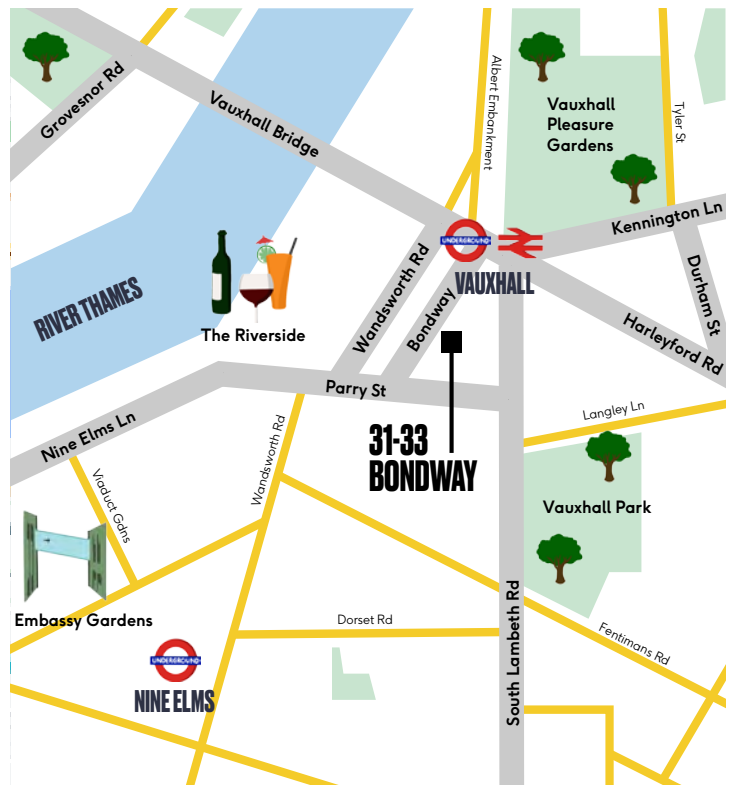 Grovesnor Rd
Vauxhall Bridge
Albert Embankment
Vauxhall
Pleasure
Gardens
Tyler St
Kennington Ln
Durham St
Harleyford Rd
UNDERGROUND
VAUXHALL
RIVER THAMES
The Riverside
Wandsworth Rd
Bondway
Parry St
31-33
BONDWAY
Nine Elms Ln
Viaduct Gdns
Wandsworth Rd
Langley Ln
Vauxhall Park
Embassy Gardens
Dorset Rd
South Lambeth Rd
Fentimans Rd
UNDERGROUND
NINE ELMS